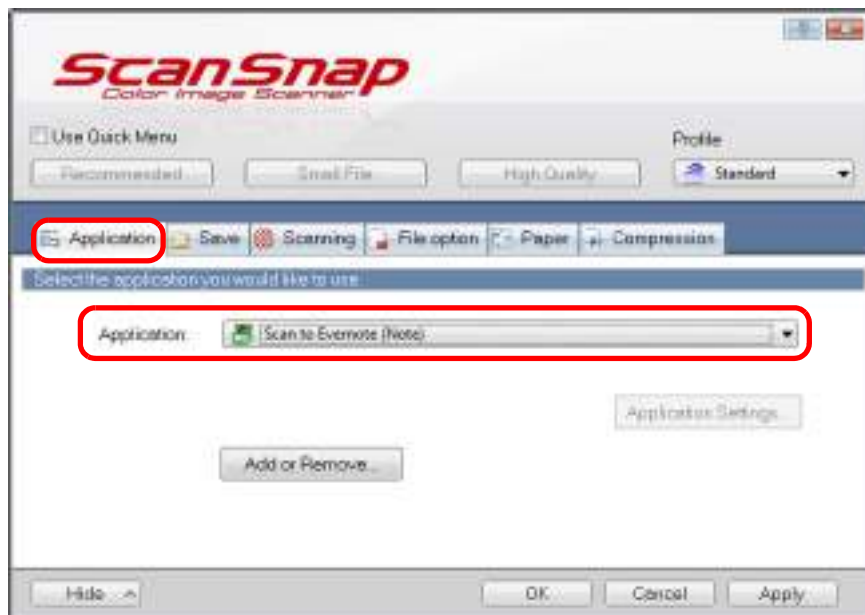 ScanSnap
Color Image Scanner
Use Quick Menu
Profile
Recommended
Small File
High Quality
Standard
Application
Save
Scanning
File option
Paper
Compression
Select the application you would like to use.
Application:
Scan to Evernote (Note)
Application Settings...
Add or Remove...
Hide
OK
Cancel
Apply